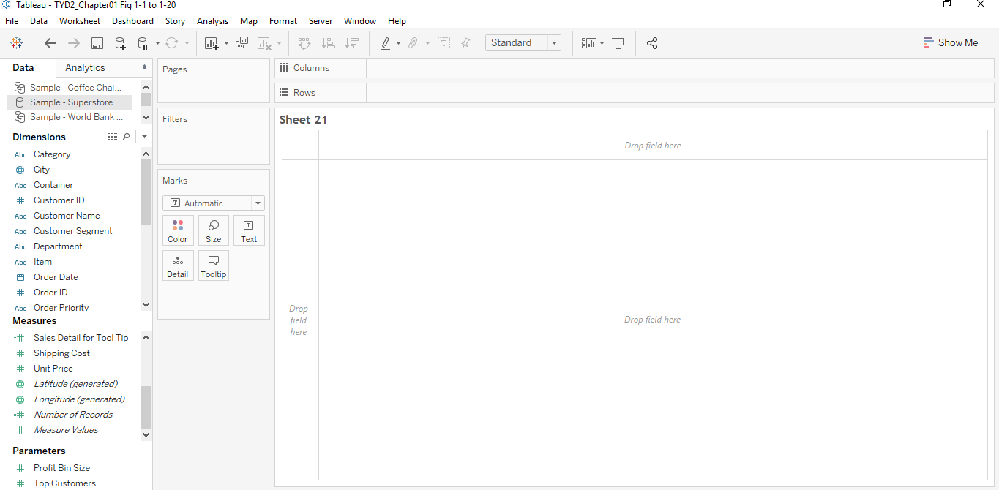 Tableau - TYD2_Chapter01 Fig 1-1 to 1-20
File Data Worksheet Dashboard Story Analysis Map Format Server Window Help
Standard
Show Me
Data Analytics
Sample - Coffee Chai...
Sample - Superstore ...
Sample - World Bank ...
Dimensions
Abc Category
City
Abc Container
# Customer ID
Abc Customer Name
Abc Customer Segment
Abc Department
Abc Item
Order Date
# Order ID
Abc Order Priority
Measures
=# Sales Detail for Tool Tip
# Shipping Cost
# Unit Price
Latitude (generated)
Longitude (generated)
=# Number of Records
# Measure Values
Parameters
# Profit Bin Size
# Top Customers
Pages
Filters
Marks
T Automatic
Color Size Text
Detail Tooltip
Columns
Rows
Sheet 21
Drop field here
Drop
field
here
Drop field here